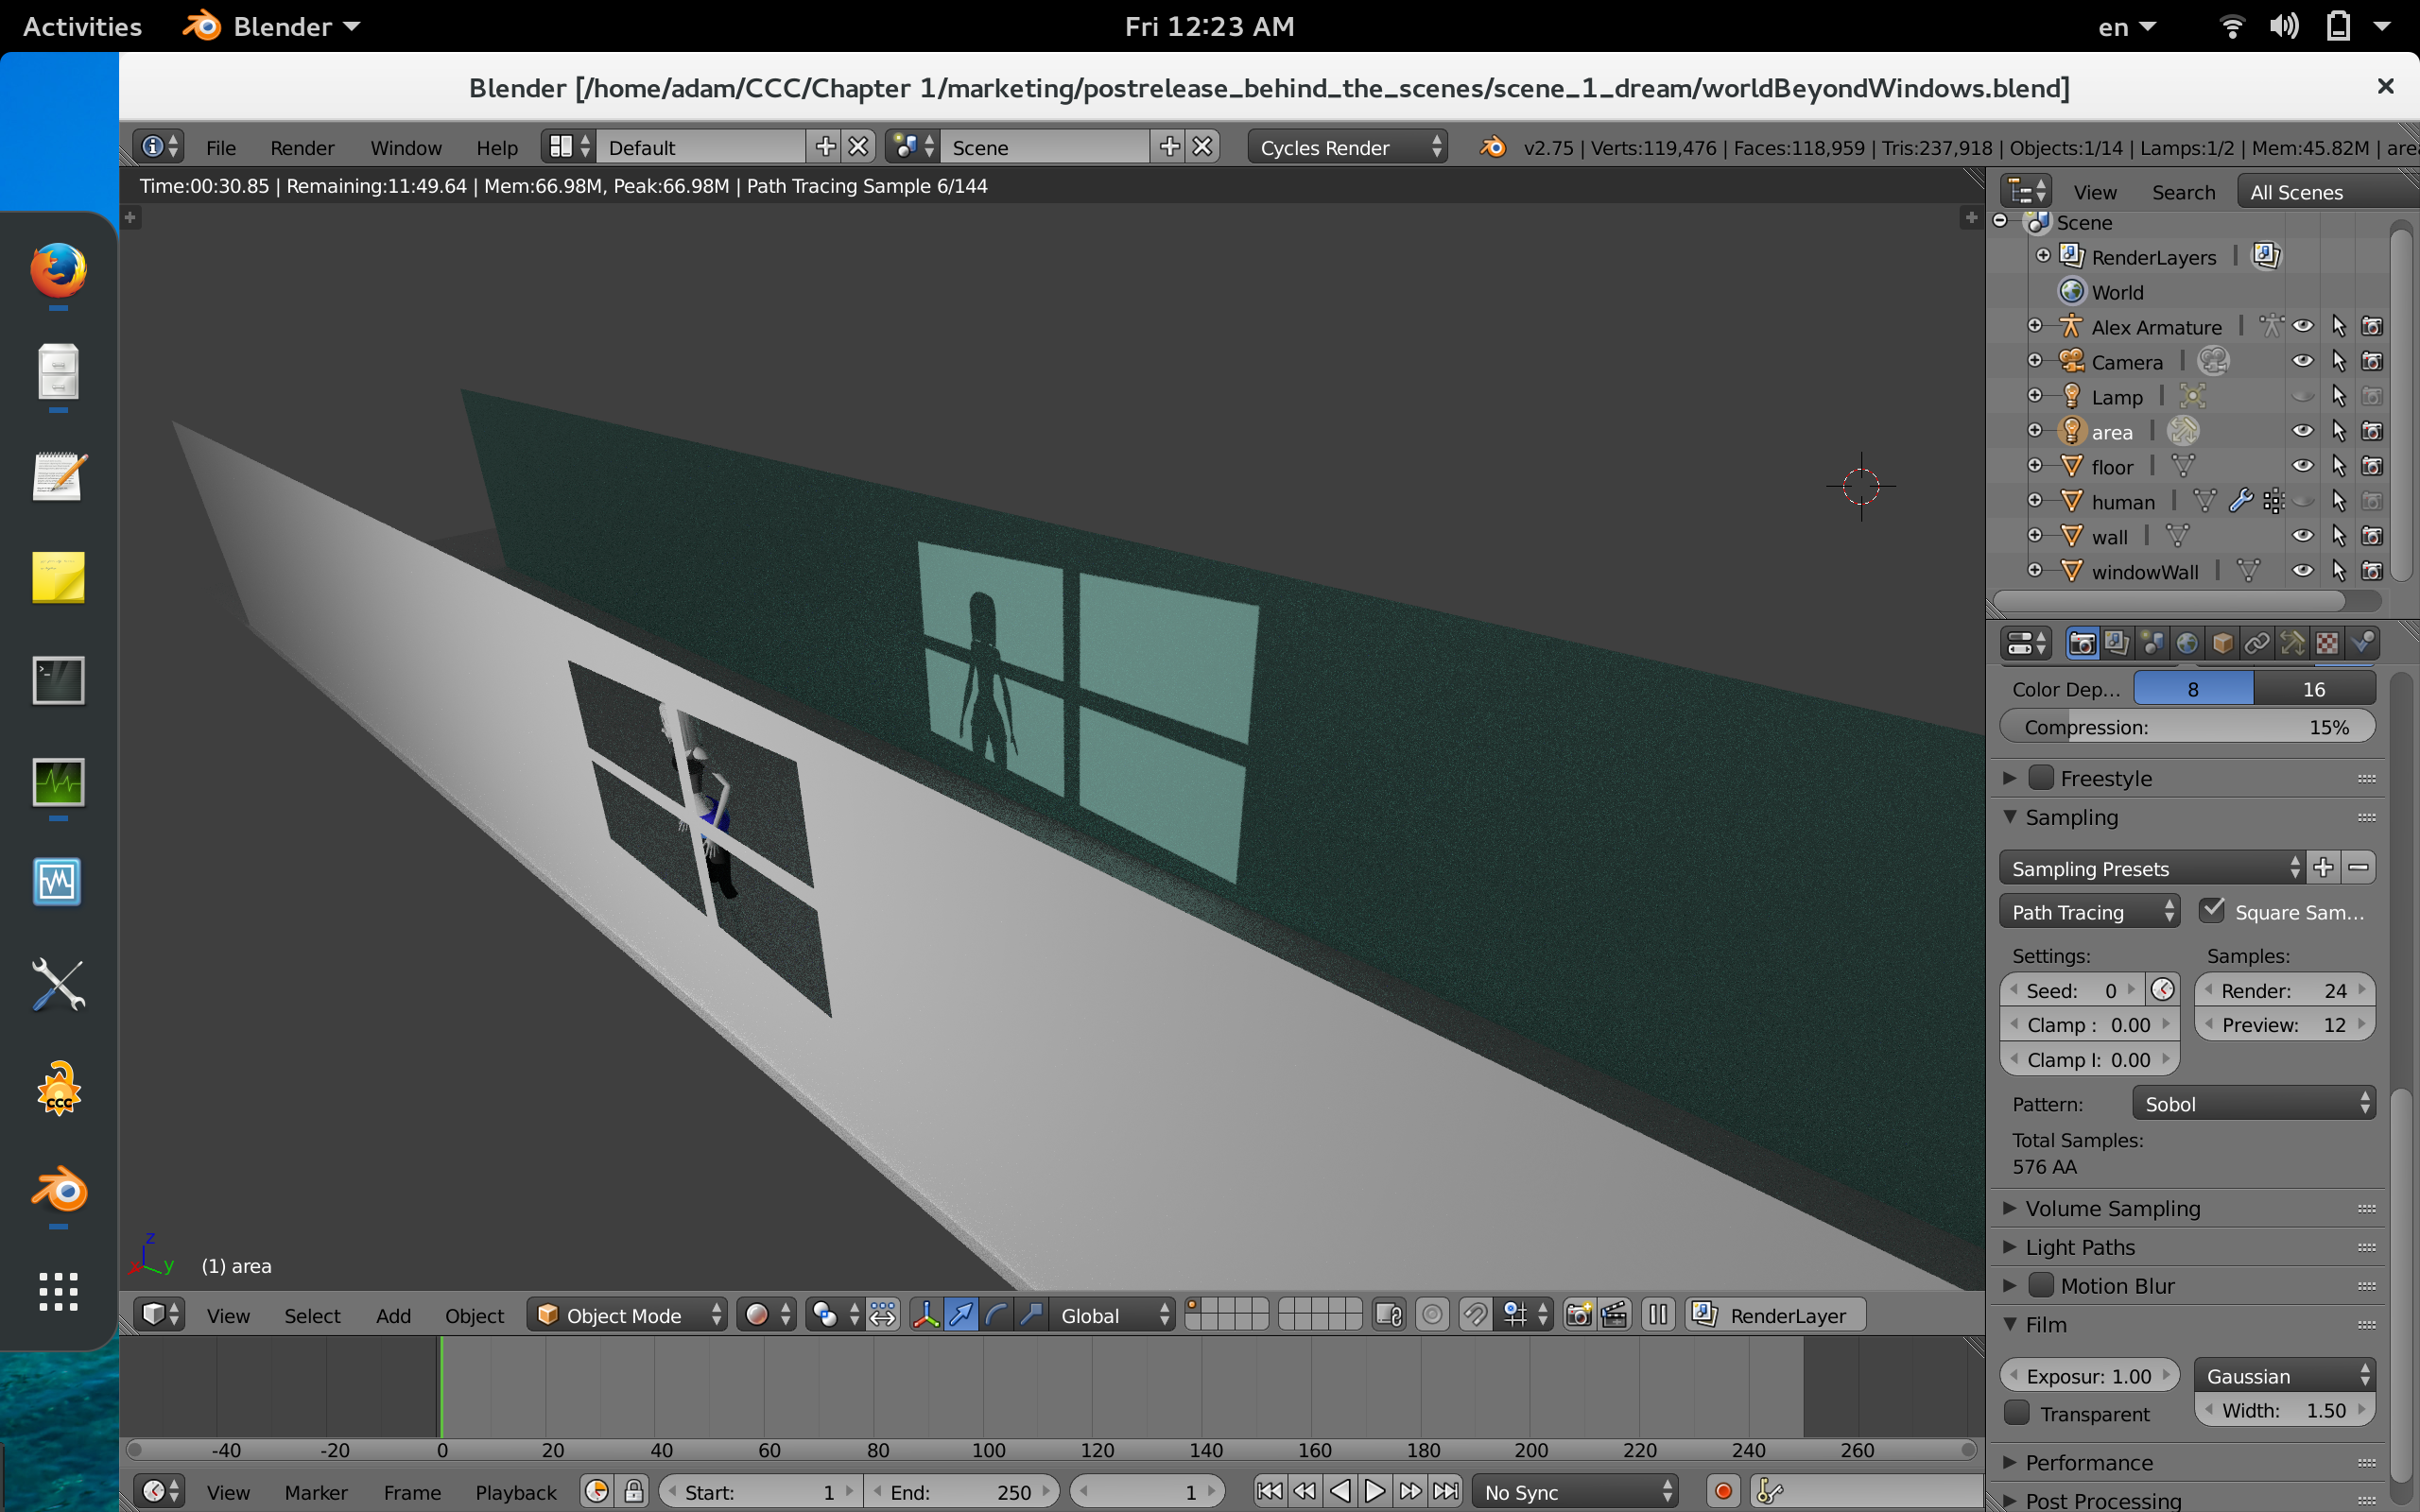 Activities Blender Fri 12:23 AM en
Blender [/home/adam/CCC/Chapter 1/marketing/postrelease_behind_the_scenes/scene_1_dream/worldBeyondWindows.blend]
File Render Window Help Default Scene Cycles Render v2.75 | Verts:119,476 | Faces:118,959 | Tris:237,918 | Objects:1/14 | Lamps:1/2 | Mem:45.82M | are
Time:00:30.85 | Remaining:11:49.64 | Mem:66.98M, Peak:66.98M | Path Tracing Sample 6/144
View Search All Scenes
Scene
RenderLayers
World
Alex Armature
Camera
Lamp
area
floor
human
wall
windowWall
Color Dep... 8 16
Compression: 15%
Freestyle
Sampling
Sampling Presets
Path Tracing Square Sam...
Settings: Samples:
Seed: 0 Render: 24
Clamp : 0.00 Preview: 12
Clamp I: 0.00
Pattern: Sobol
Total Samples:
576 AA
Volume Sampling
Light Paths
Motion Blur
Film
Exposur: 1.00 Gaussian
Transparent Width: 1.50
Performance
Post Processing
CCC
z
x y (1) area
View Select Add Object Object Mode Global RenderLayer
-40 -20 0 20 40 60 80 100 120 140 160 180 200 220 240 260
View Marker Frame Playback Start: 1 End: 250 1 No Sync